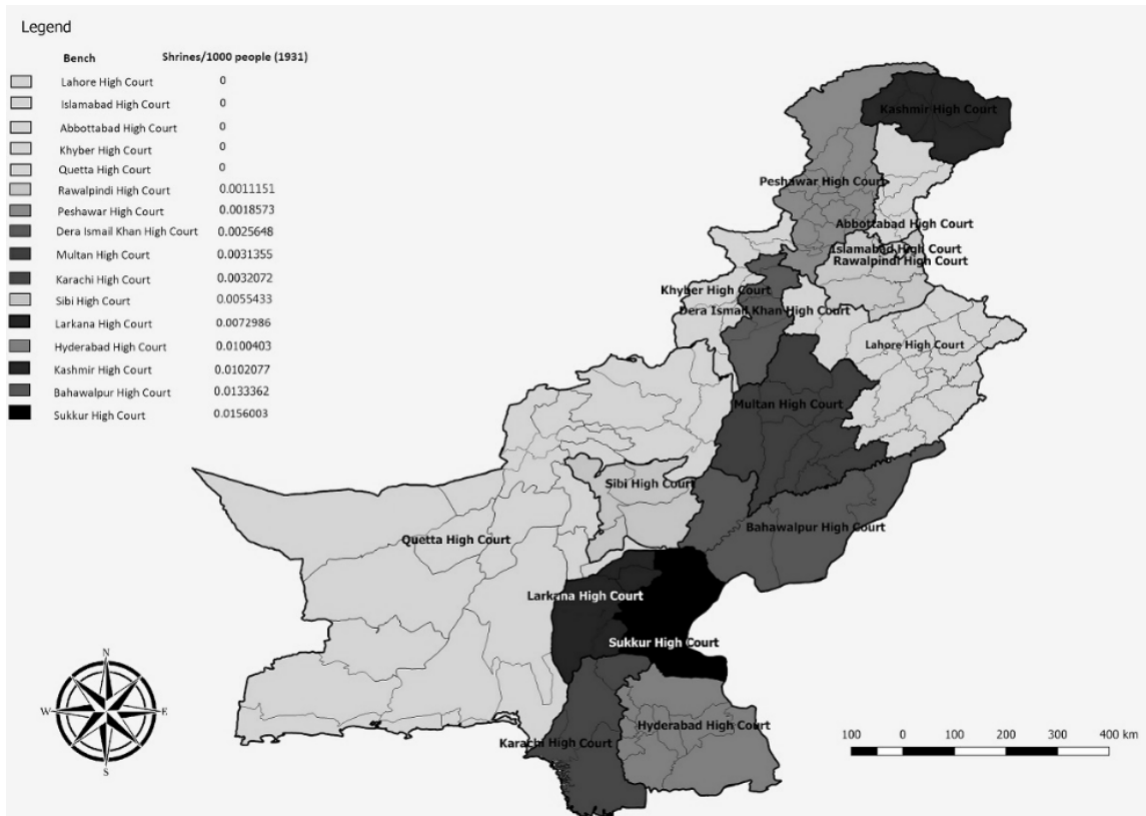 Legend
Bench Shrines/1000 people (1931)
Lahore High Court 0
Islamabad High Court 0
Abbottabad High Court 0
Khyber High Court 0
Quetta High Court 0
Rawalpindi High Court 0.0011151
Peshawar High Court 0.0018573
Dera Ismail Khan High Court 0.0025648
Multan High Court 0.0031355
Karachi High Court 0.0032072
Sibi High Court 0.0055433
Larkana High Court 0.0072986
Hyderabad High Court 0.0100403
Kashmir High Court 0.0102077
Bahawalpur High Court 0.0133362
Sukkur High Court 0.0156003
Kashmir High Court
Peshawar High Court
Abbottabad High Court
Islamabad High Court
Rawalpindi High Court
Khyber High Court
Dera Ismail Khan High Court
Lahore High Court
Multan High Court
Sibi High Court
Bahawalpur High Court
Quetta High Court
Larkana High Court
Sukkur High Court
Hyderabad High Court
Karachi High Court
N
W E
S
100 0 100 200 300 400 km